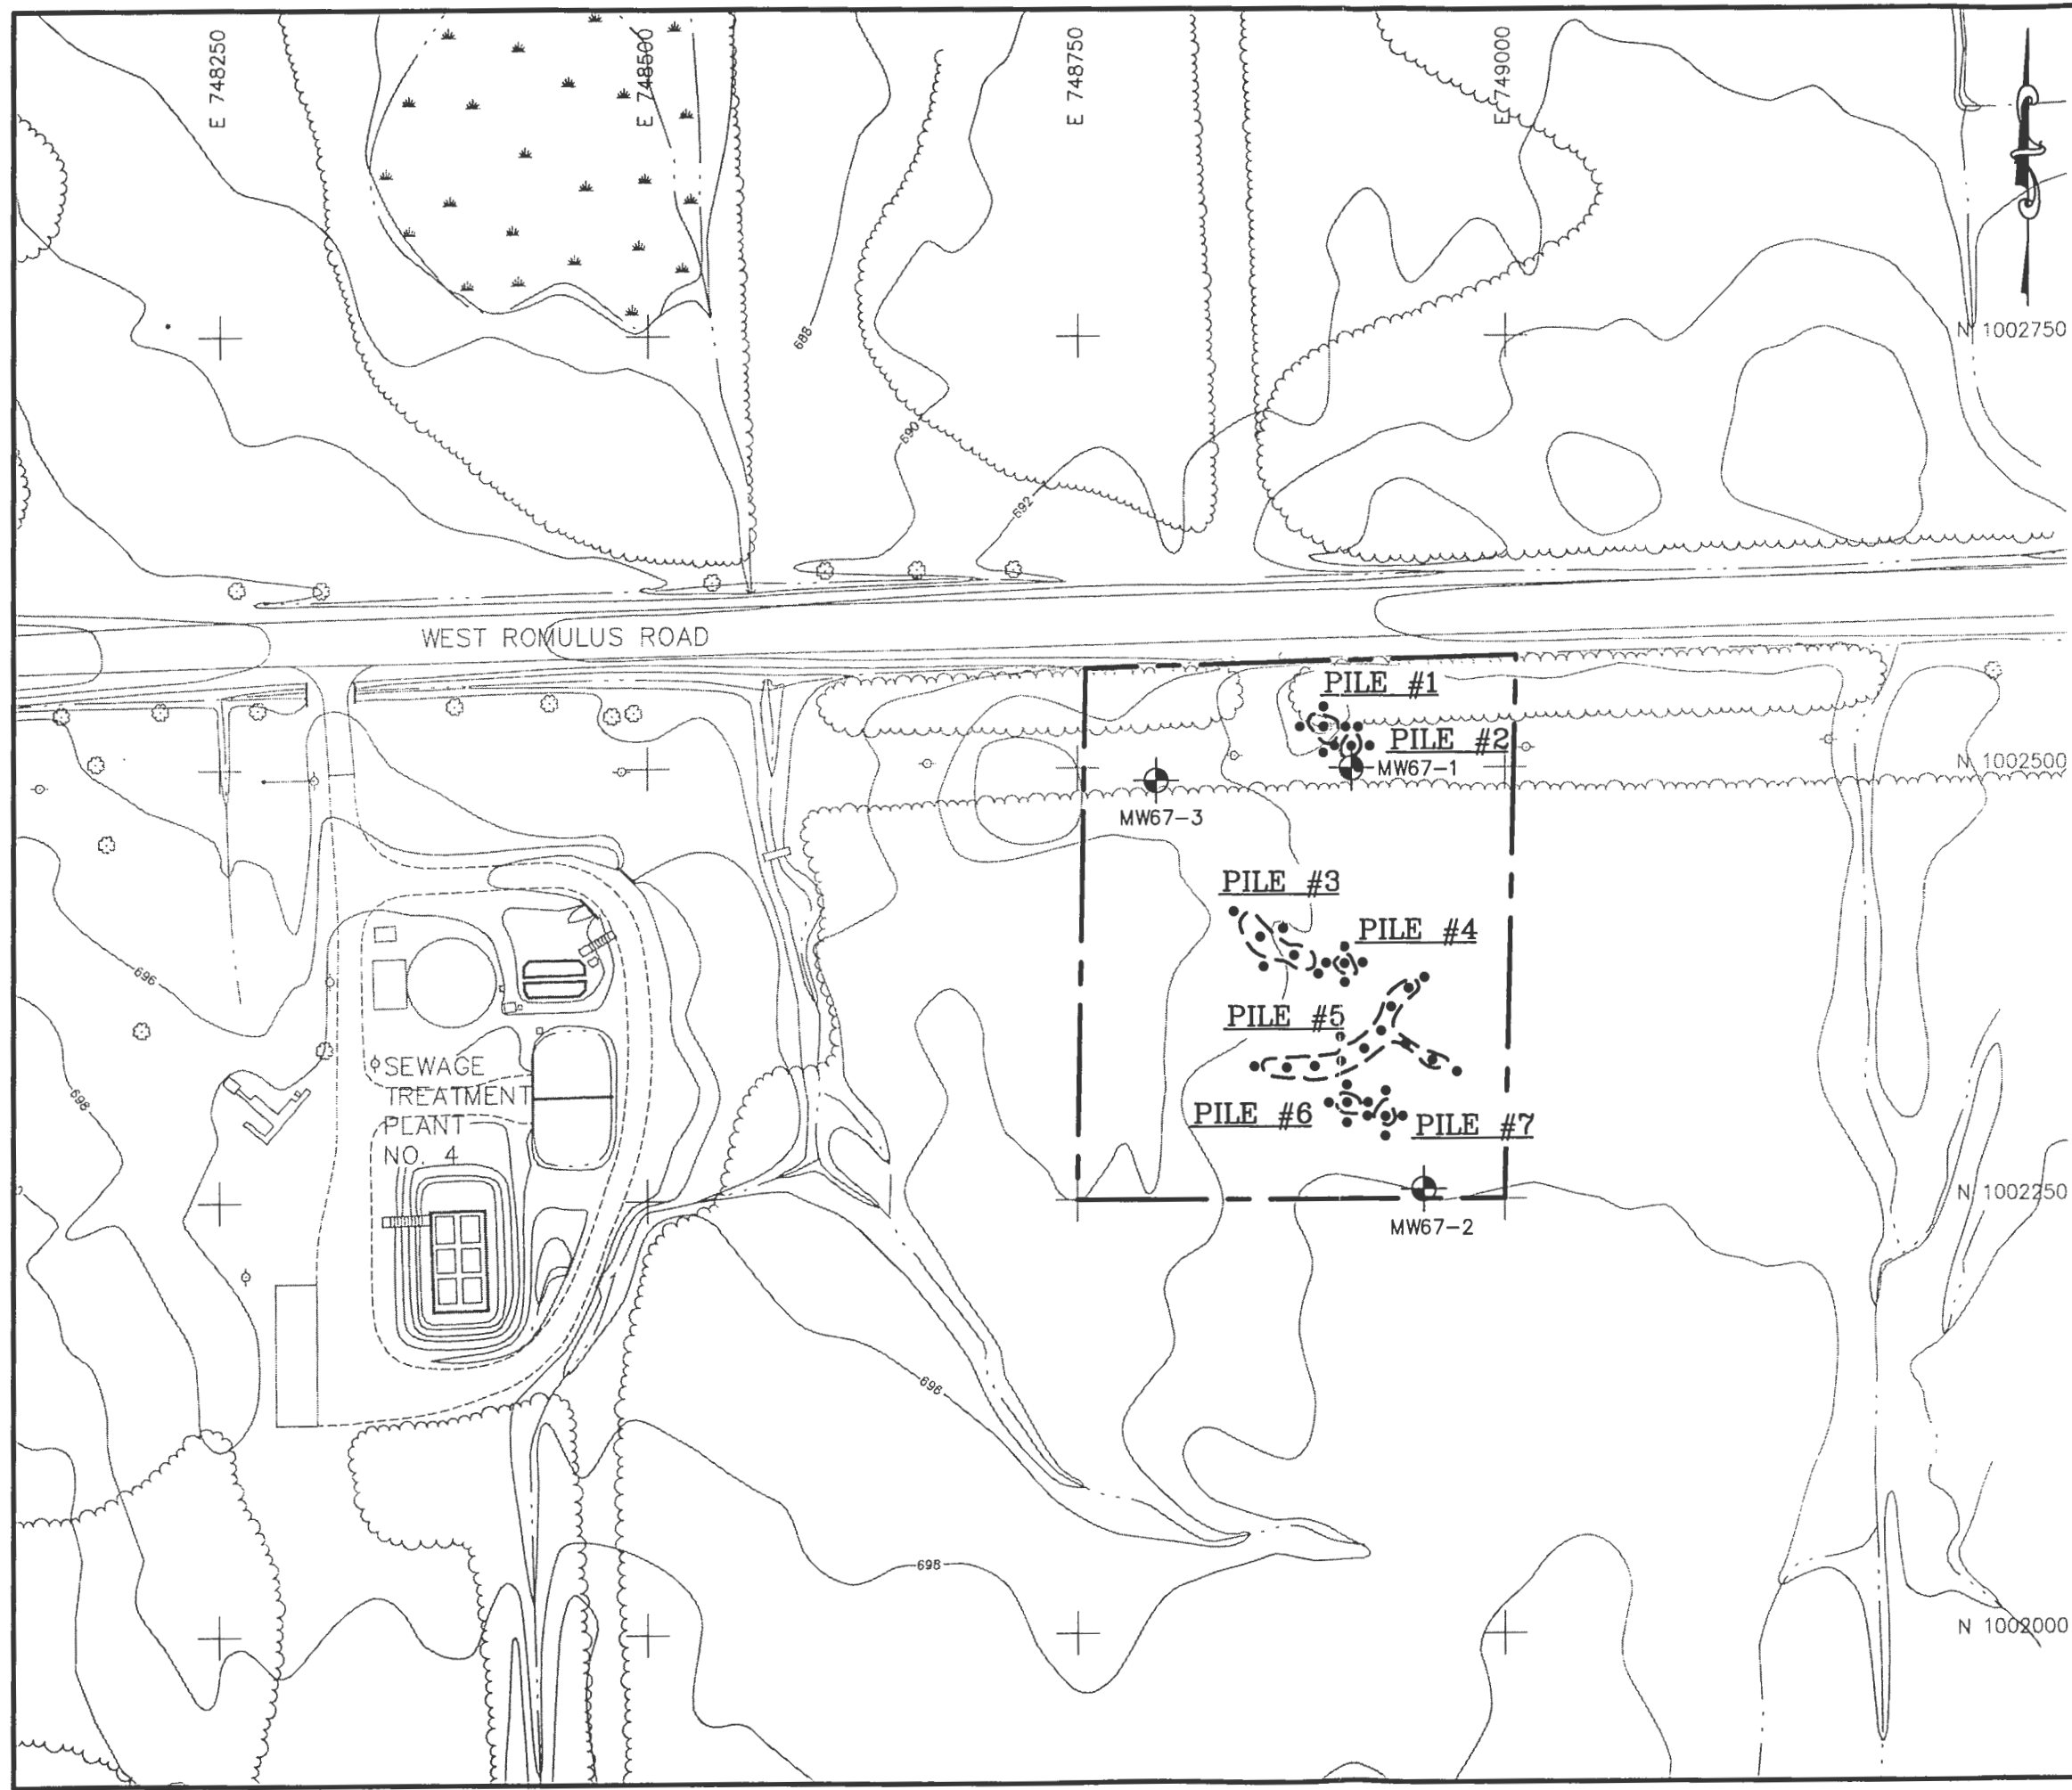 E 748250
E 748500
E 748750
E 749000
N 1002750
688
690
692
WEST ROMULUS ROAD
PILE #1
PILE #2
MW67-1
N 1002500
MW67-3
PILE #3
PILE #4
696
PILE #5
SEWAGE
TREATMENT
PLANT
NO. 4
698
PILE #6
PILE #7
N 1002250
MW67-2
698
698
N 1002000